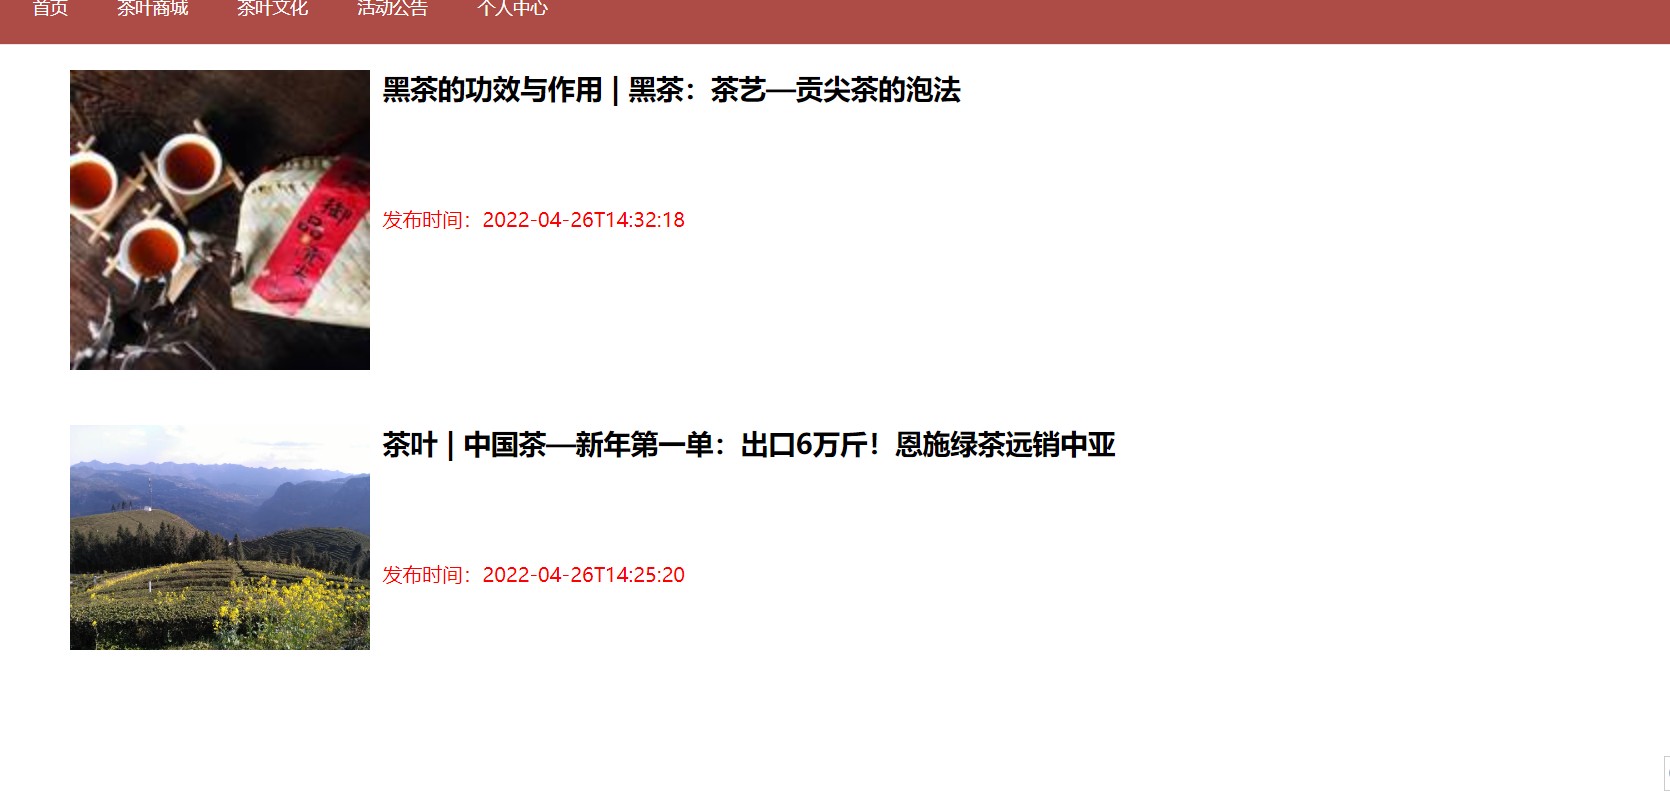 首页 茶叶商城 茶叶文化 活动公告 个人中心
黑茶的功效与作用 | 黑茶：茶艺—贡尖茶的泡法
御品贡尖
发布时间：2022-04-26T14:32:18
茶叶 | 中国茶—新年第一单：出口6万斤！恩施绿茶远销中亚
发布时间：2022-04-26T14:25:20